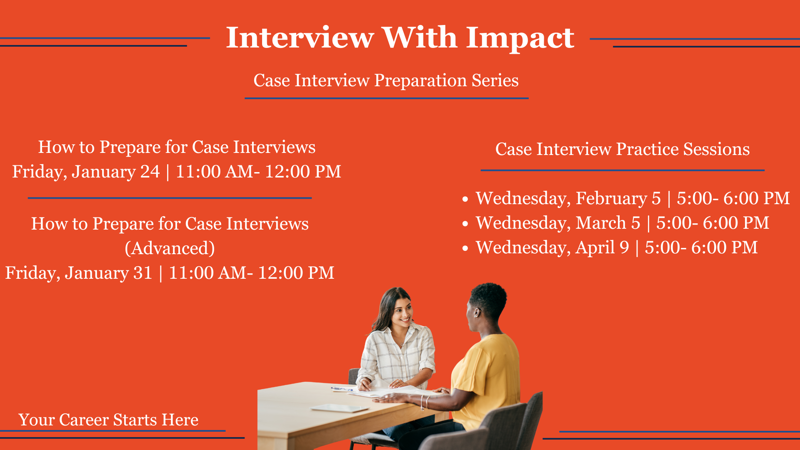 Interview With Impact
Case Interview Preparation Series
How to Prepare for Case Interviews
Friday, January 24 | 11:00 AM- 12:00 PM
How to Prepare for Case Interviews
(Advanced)
Friday, January 31 | 11:00 AM- 12:00 PM
Case Interview Practice Sessions
• Wednesday, February 5 | 5:00- 6:00 PM
• Wednesday, March 5 | 5:00- 6:00 PM
• Wednesday, April 9 | 5:00- 6:00 PM
Your Career Starts Here